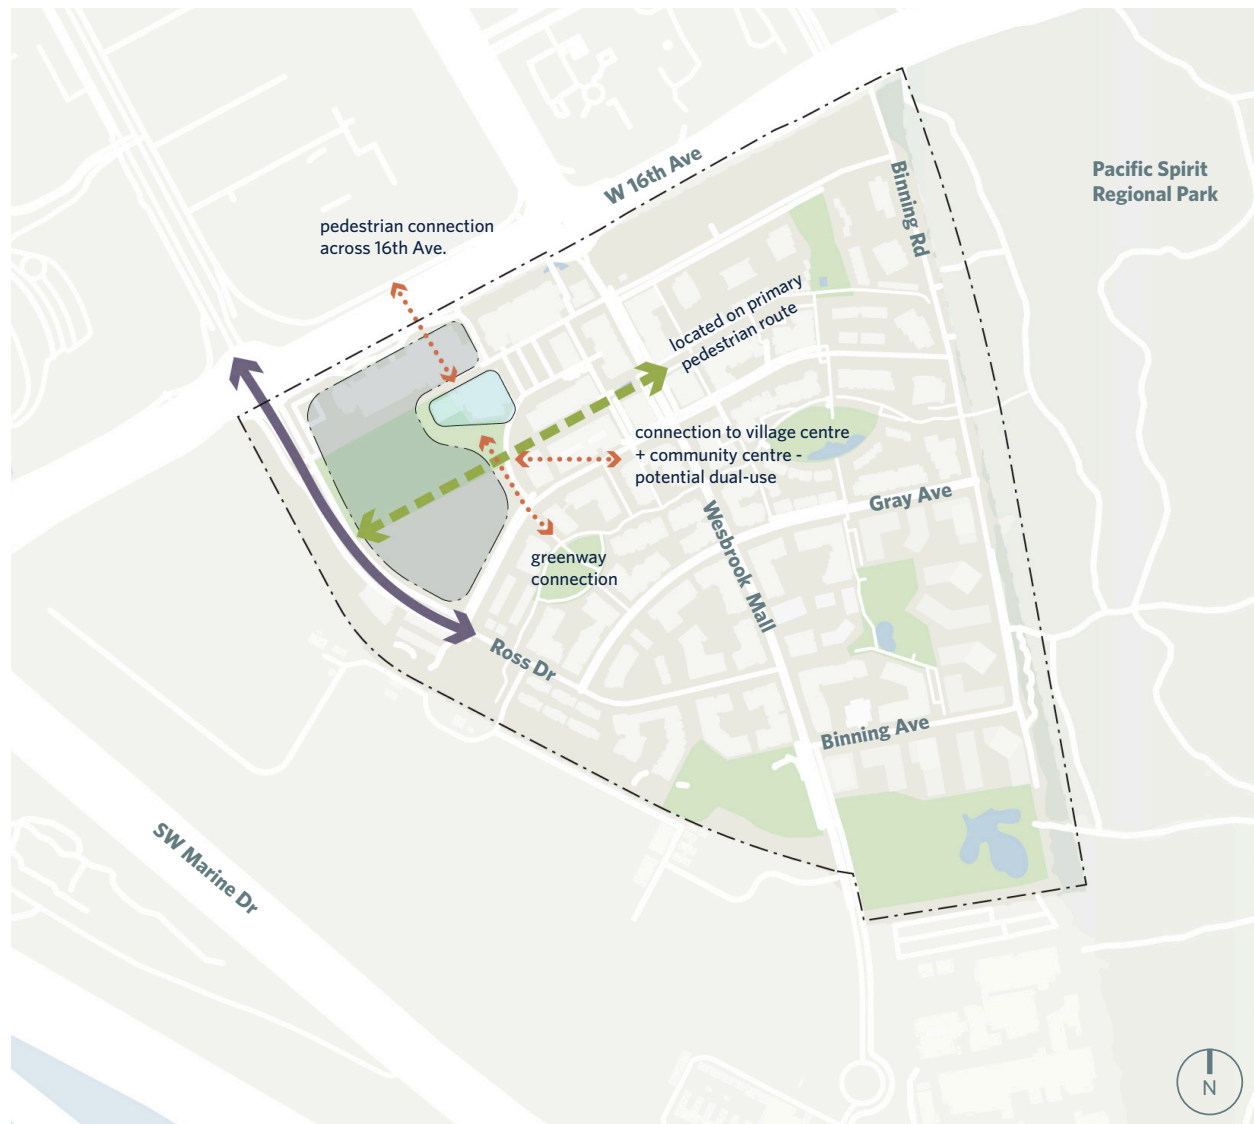 W 16th Ave
Binning Rd
Pacific Spirit
Regional Park
pedestrian connection
across 16th Ave.
located on primary
pedestrian route
connection to village centre
+ community centre -
potential dual-use
Gray Ave
Wesbrook Mall
greenway
connection
Ross Dr
Binning Ave
SW Marine Dr
N